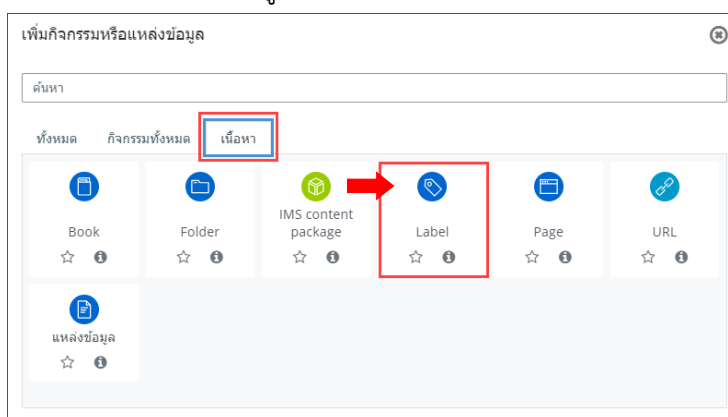 เพิ่มกิจกรรมหรือแหล่งข้อมูล
ค้นหา
ทั้งหมด กิจกรรมทั้งหมด เนื้อหา
Book Folder IMS content package Label Page URL
แหล่งข้อมูล